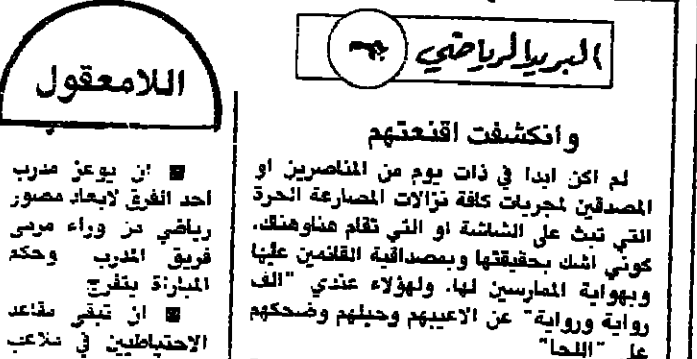 البريد الرياضي
وانكشفت اقنعتهم
لم اكن ابدا في ذات يوم من المناصرين او
المصدقين لمجريات كافة نزالات المصارعة الحرة
التي تبث على الشاشة او التي تقام هنا وهناك.
كوني اشك بحقيقتها وبمصداقية القائمين عليها
وبهواية الممارسين لها. ولهؤلاء عندي "الف
رواية ورواية" عن الاعيبهم وحيلهم وضحكهم
على "اللحا"
اللامعقول
ان يوعز مدرب
احد الفرق لابعاد مصور
رياضي من وراء مرمى
فريق المدرب وحكم
المباراة يتفرج
ان تبقى مقاعد
الاحتياطيين في ملاعب